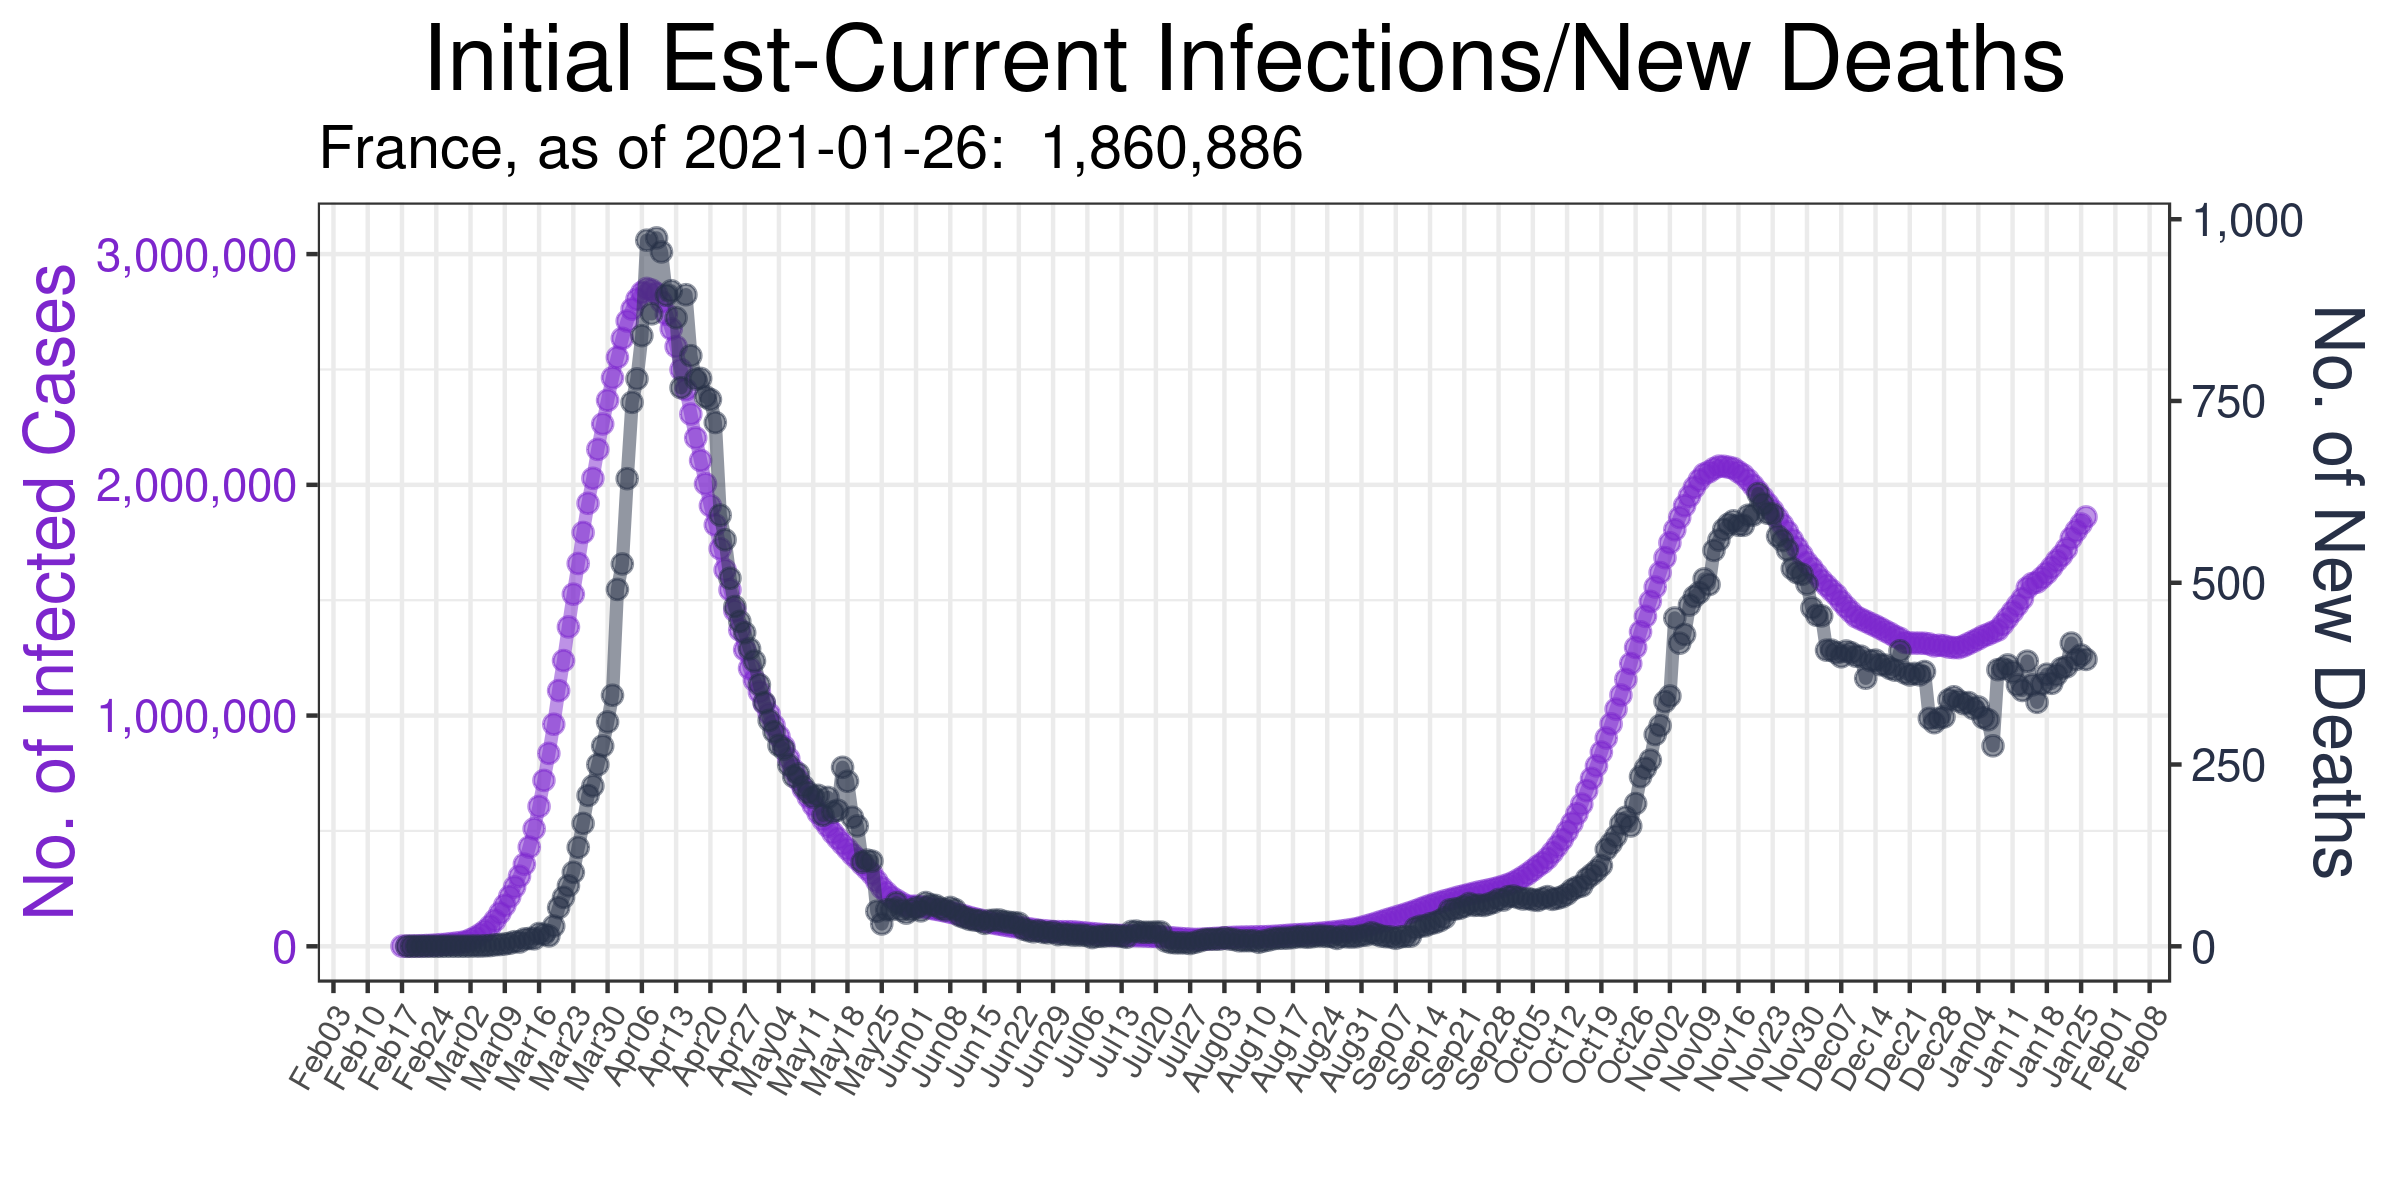 Initial Est-Current Infections/New Deaths
France, as of 2021-01-26:  1,860,886
No. of Infected Cases
3,000,000
2,000,000
1,000,000
0
1,000
750
500
250
0
No. of New Deaths
Feb03
Feb10
Feb17
Feb24
Mar02
Mar09
Mar16
Mar23
Mar30
Apr06
Apr13
Apr20
Apr27
May04
May11
May18
May25
Jun01
Jun08
Jun15
Jun22
Jun29
Jul06
Jul13
Jul20
Jul27
Aug03
Aug10
Aug17
Aug24
Aug31
Sep07
Sep14
Sep21
Sep28
Oct05
Oct12
Oct19
Oct26
Nov02
Nov09
Nov16
Nov23
Nov30
Dec07
Dec14
Dec21
Dec28
Jan04
Jan11
Jan18
Jan25
Feb01
Feb08